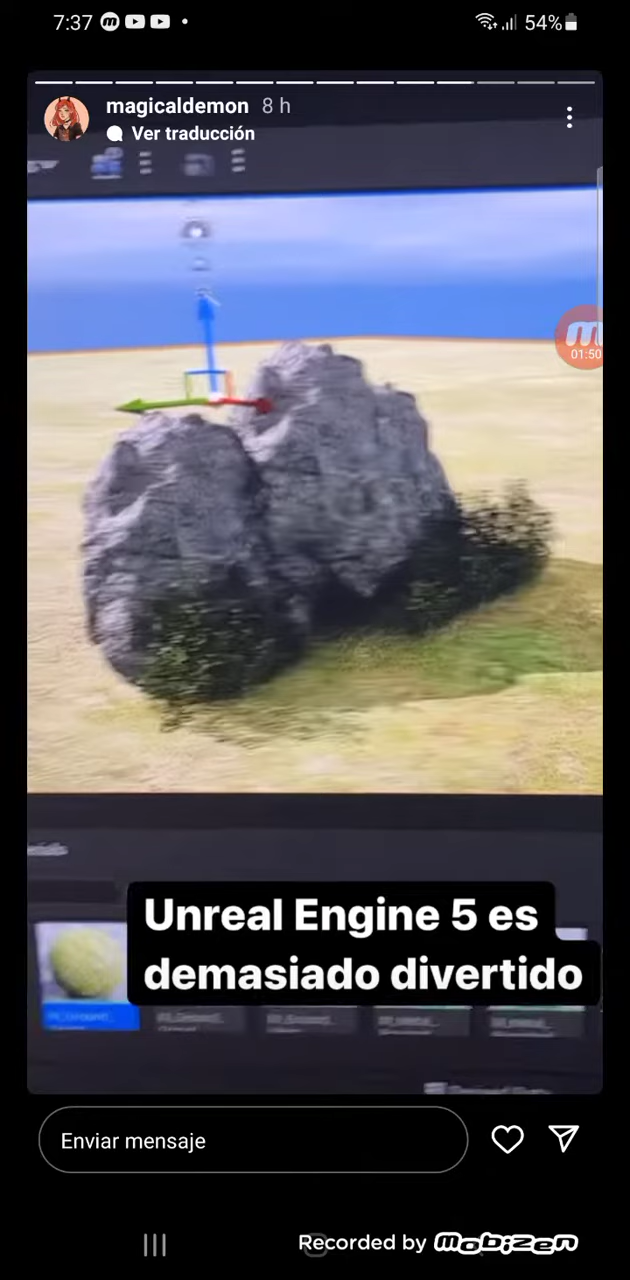 7:37
54%
magicaldemon 8 h
Ver traducción
01:50
Unreal Engine 5 es
demasiado divertido
Enviar mensaje
Recorded by Mobizen